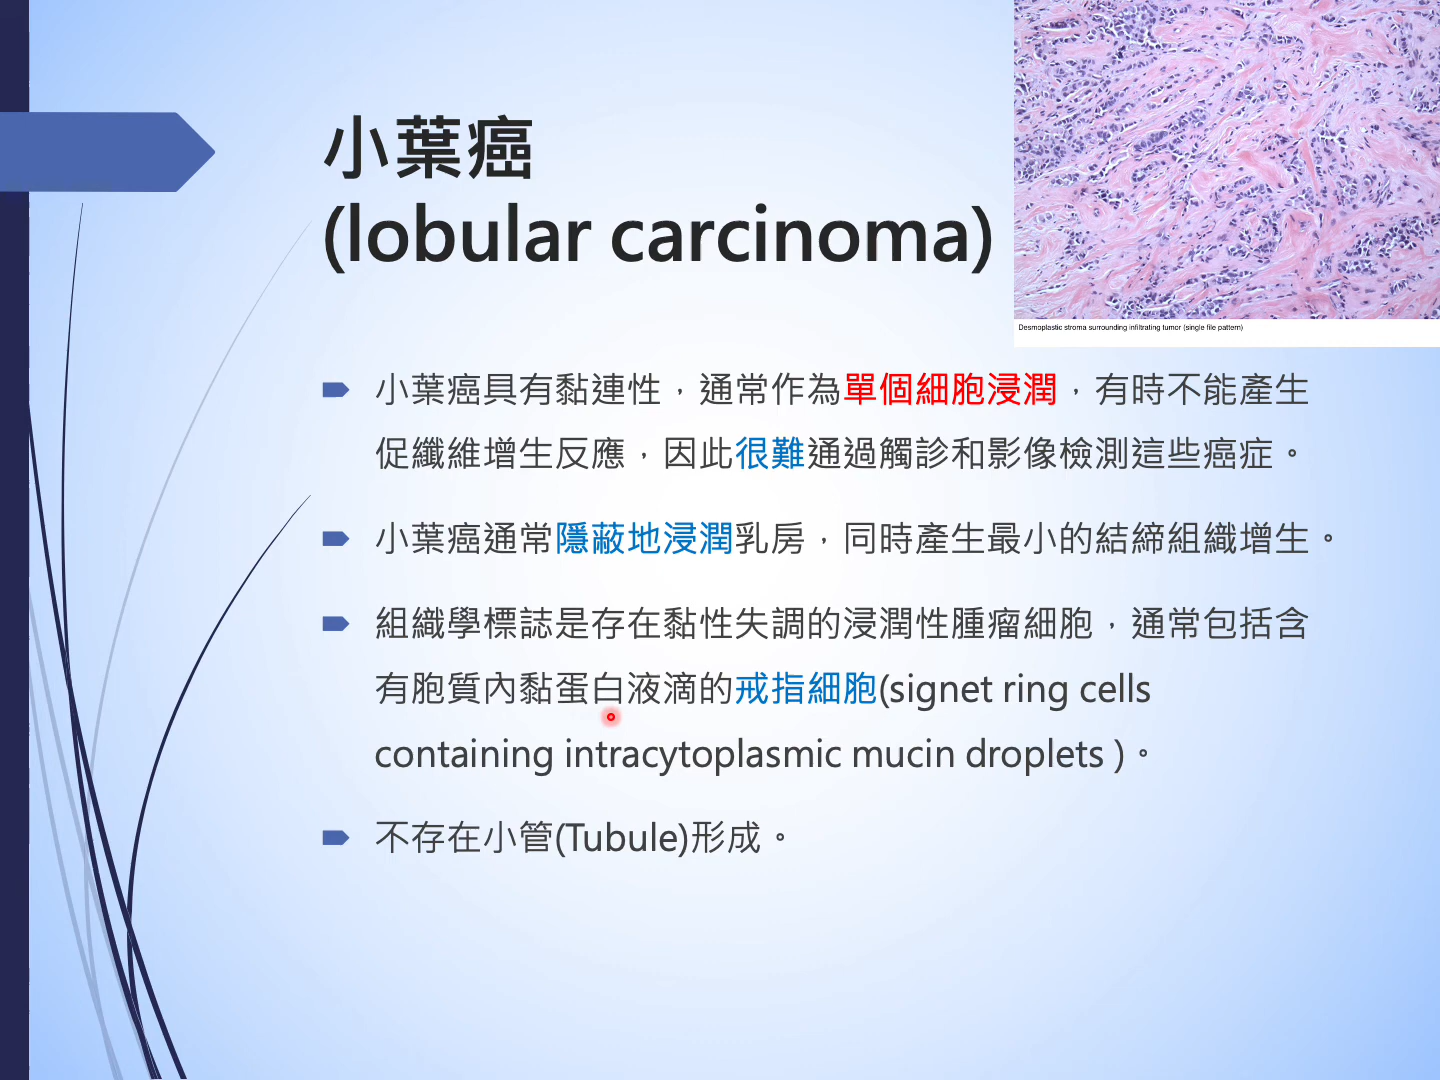 小葉癌
(lobular carcinoma)
Desmoplastic stroma surrounding infiltrating tumor (single file pattern)
小葉癌具有黏連性，通常作為單個細胞浸潤，有時不能產生
促纖維增生反應，因此很難通過觸診和影像檢測這些癌症。
小葉癌通常隱蔽地浸潤乳房，同時產生最小的結締組織增生。
組織學標誌是存在黏性失調的浸潤性腫瘤細胞，通常包括含
有胞質內黏蛋白液滴的戒指細胞(signet ring cells
containing intracytoplasmic mucin droplets )。
不存在小管(Tubule)形成。